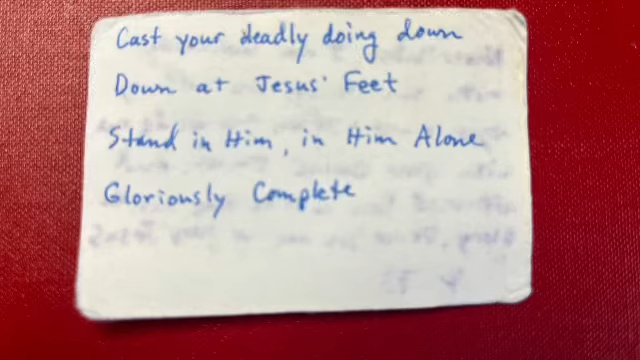 Cast your deadly doing down
Down at Jesus' Feet
Stand in Him, in Him Alone
Gloriously Complete